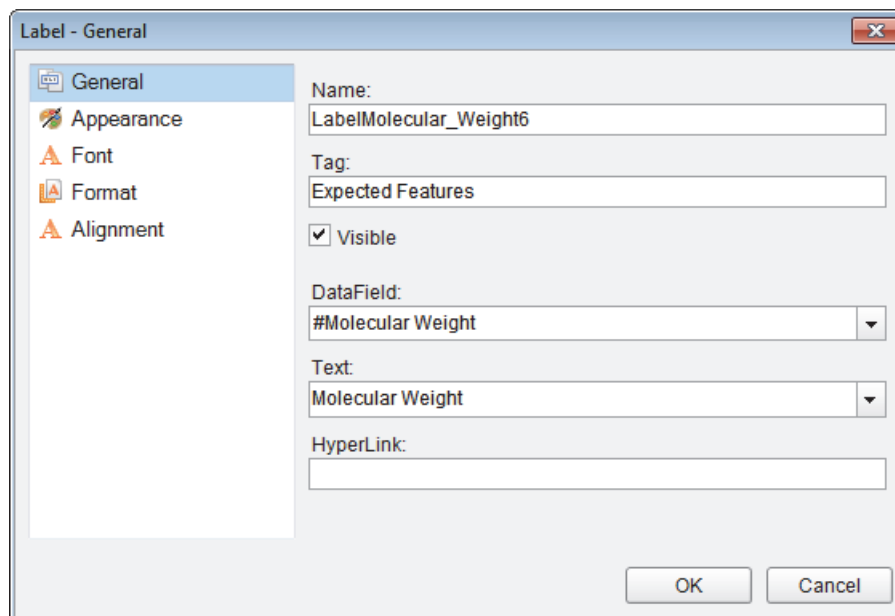 Label - General
General
Appearance
Font
Format
Alignment
Name:
LabelMolecular_Weight6
Tag:
Expected Features
Visible
DataField:
#Molecular Weight
Text:
Molecular Weight
HyperLink:
OK
Cancel